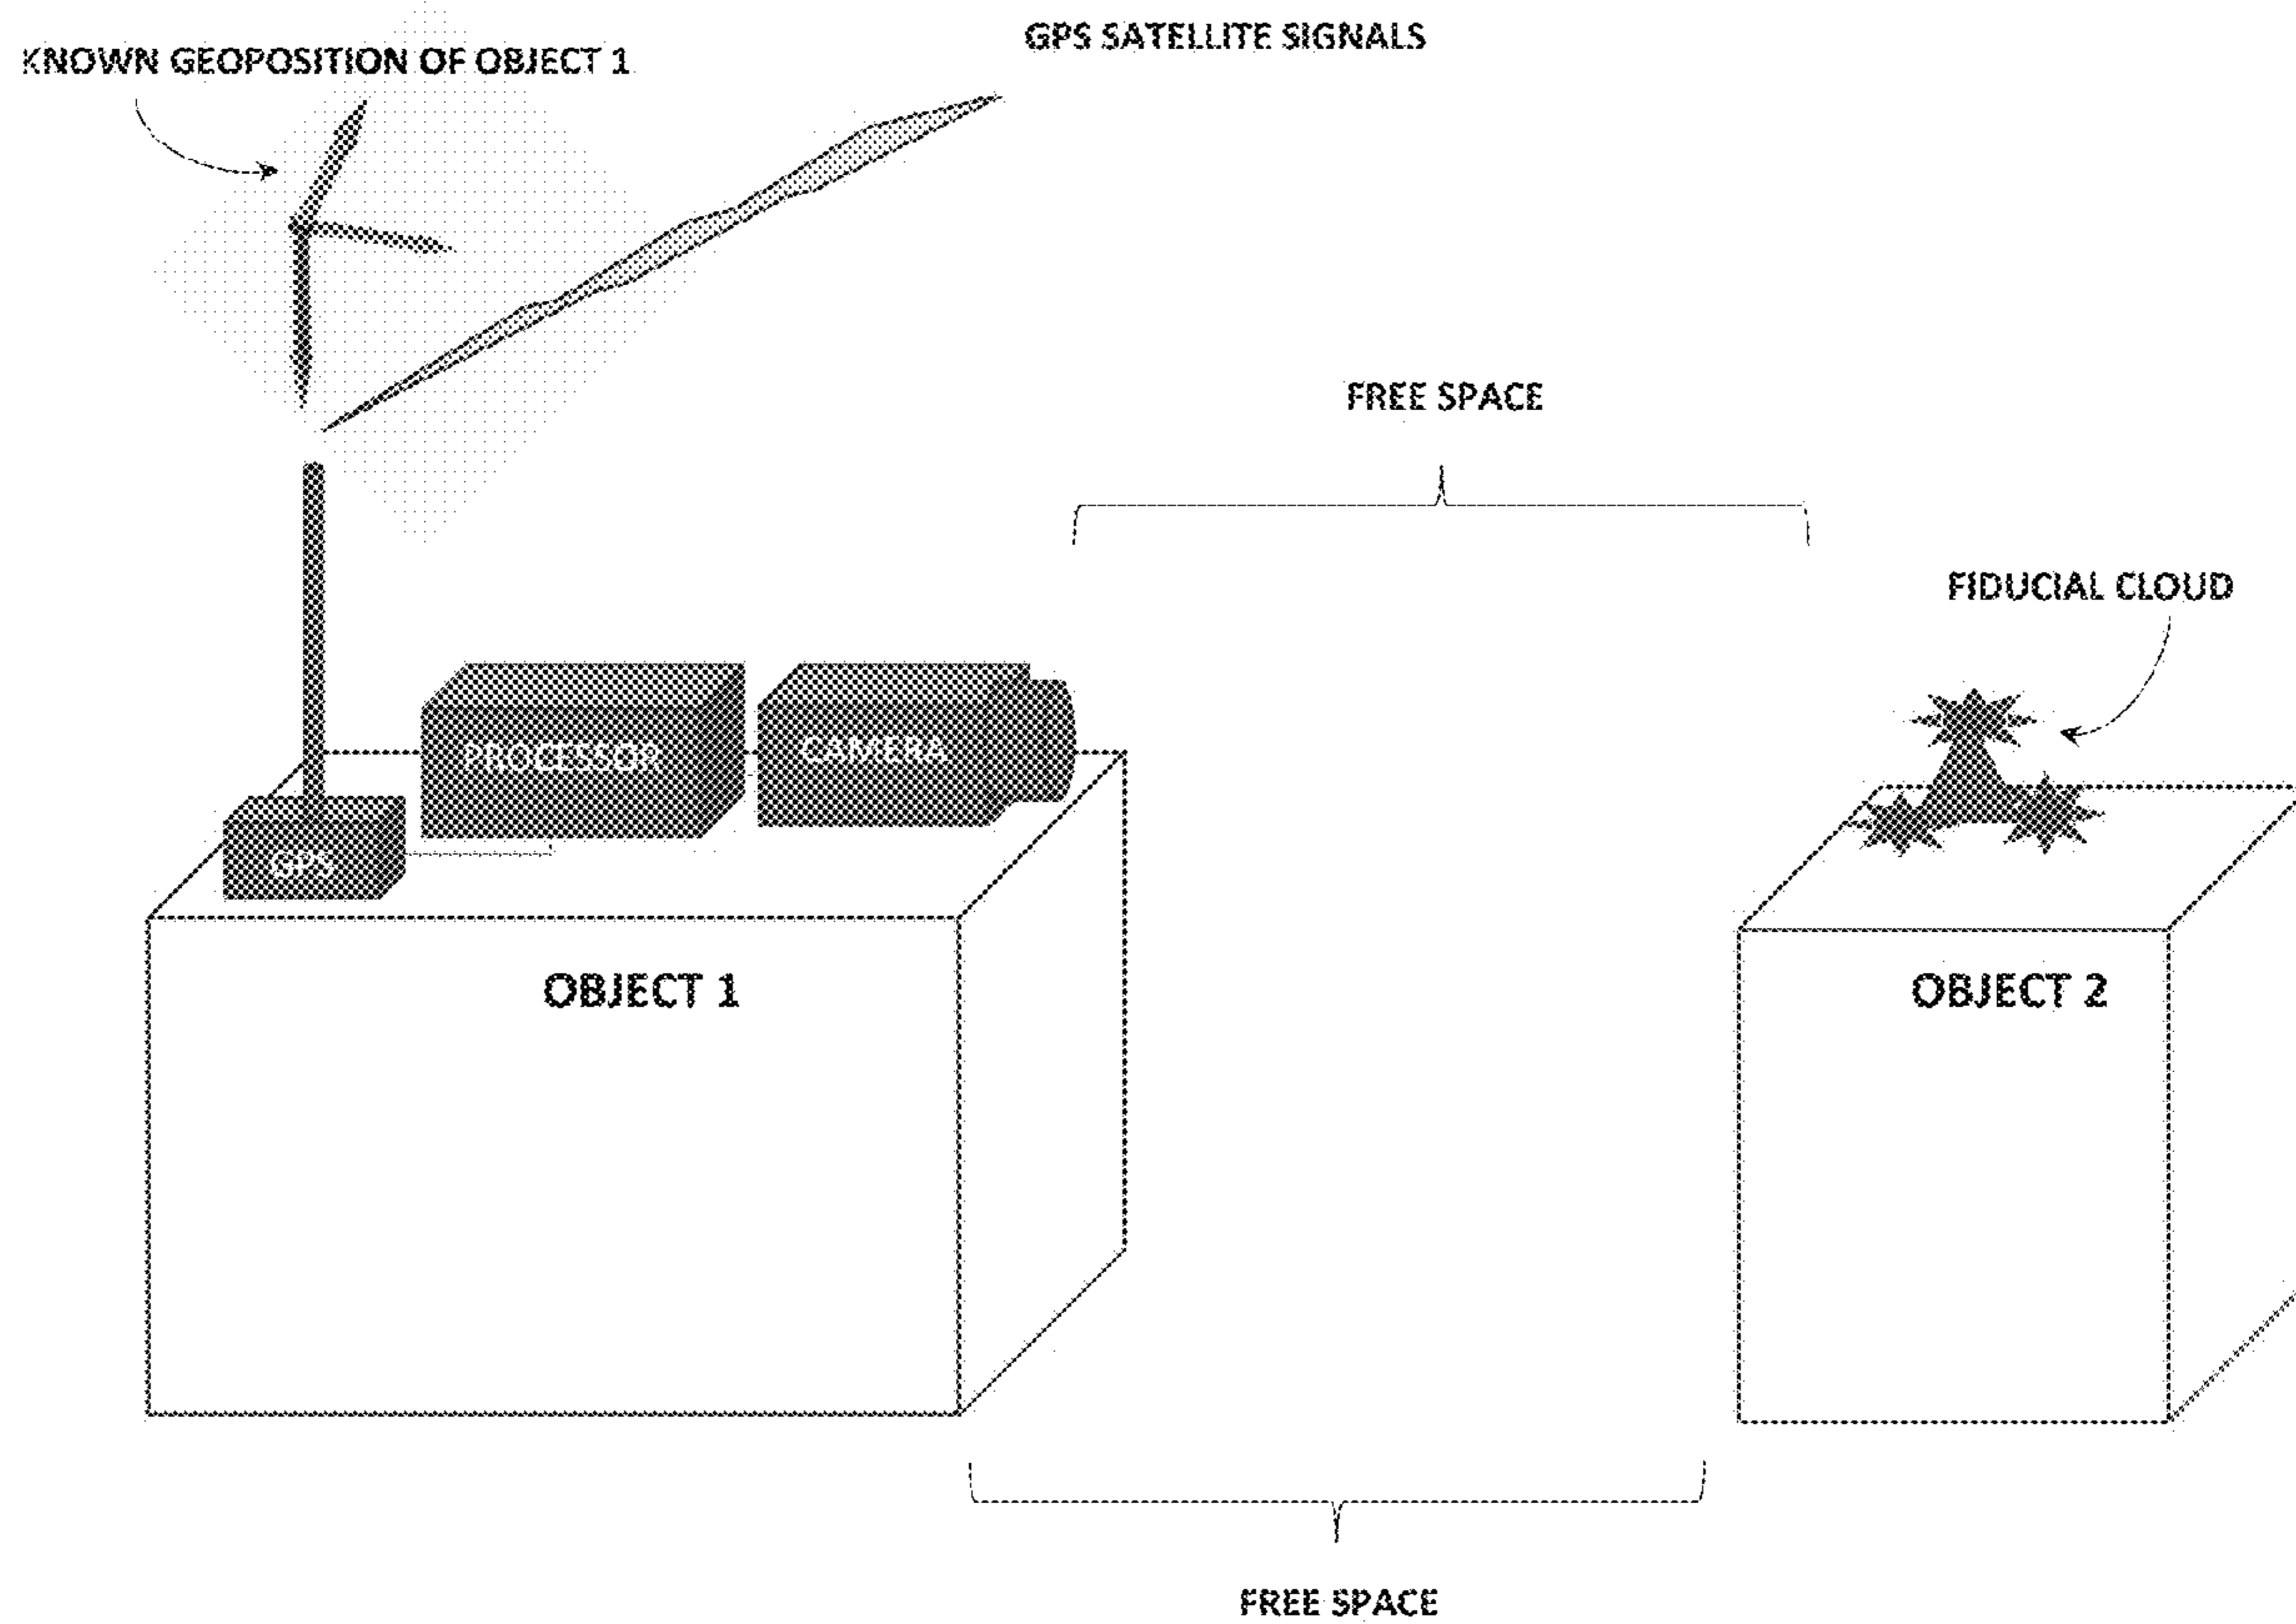 GPS SATELLITE SIGNALS
KNOWN GEOPOSITION OF OBJECT 1
FREE SPACE
FIDUCIAL CLOUD
PROCESSOR
CAMERA
GPS
OBJECT 1
OBJECT 2
FREE SPACE